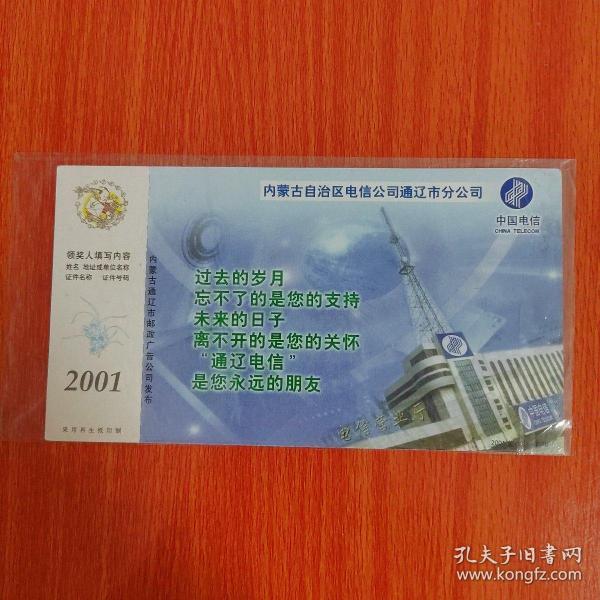 内蒙古自治区电信公司通辽市分公司
中国电信
CHINA TELECOM
领奖人填写内容
姓名 地址或单位名称
证件名称 证件号码
2001
采用再生纸印制
内蒙古通辽市邮政广告公司发布
过去的岁月
忘不了的是您的支持
未来的日子
离不开的是您的关怀
“通辽电信”
是您永远的朋友
电信营业厅
中国电信
孔夫子旧书网
www.kongfz.com